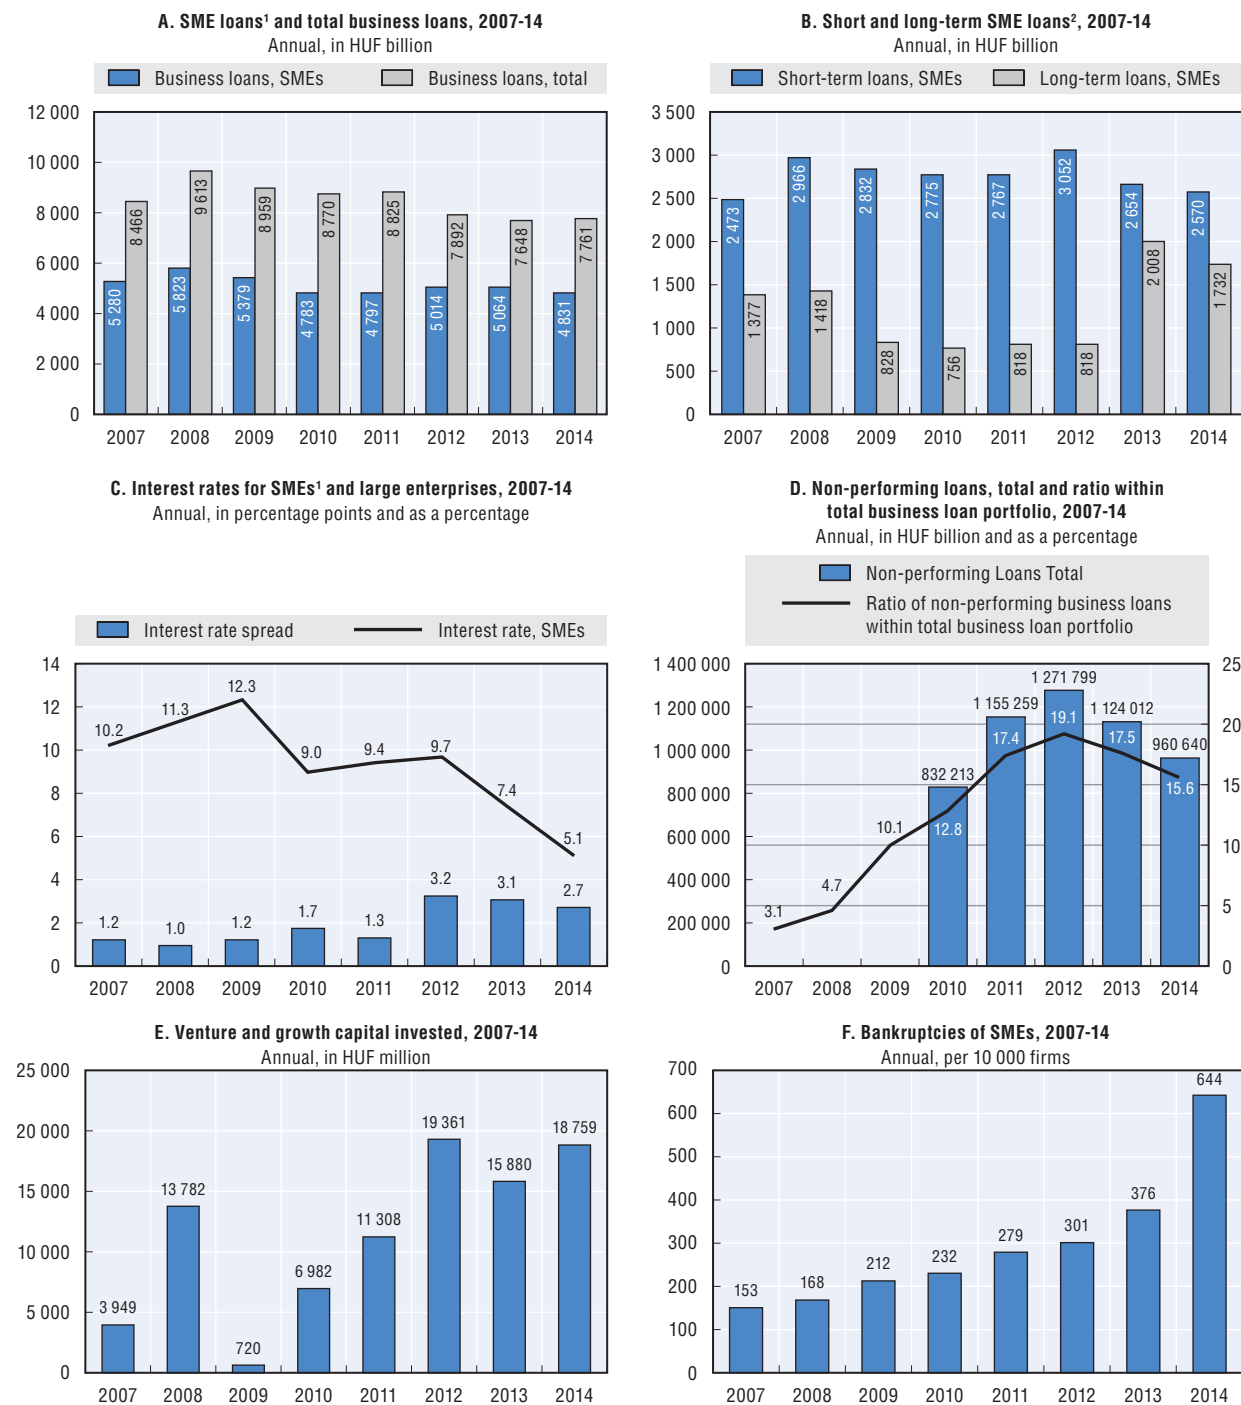 A. SME loans¹ and total business loans, 2007-14
Annual, in HUF billion
Business loans, SMEs Business loans, total
12 000
10 000
8 000
6 000
4 000
2 000
0
5 280 8 466 5 823 9 613 5 379 8 959 4 783 8 770 4 797 8 825 5 014 7 892 5 064 7 648 4 831 7 761
2007 2008 2009 2010 2011 2012 2013 2014
B. Short and long-term SME loans², 2007-14
Annual, in HUF billion
Short-term loans, SMEs Long-term loans, SMEs
3 500
3 000
2 500
2 000
1 500
1 000
500
0
2 473 1 377 2 966 1 418 2 832 828 2 775 756 2 767 818 3 052 818 2 654 2 008 2 570 1 732
2007 2008 2009 2010 2011 2012 2013 2014
C. Interest rates for SMEs¹ and large enterprises, 2007-14
Annual, in percentage points and as a percentage
Interest rate spread Interest rate, SMEs
14
12
10
8
6
4
2
0
10.2 11.3 12.3 9.0 9.4 9.7 7.4 5.1
1.2 1.0 1.2 1.7 1.3 3.2 3.1 2.7
2007 2008 2009 2010 2011 2012 2013 2014
D. Non-performing loans, total and ratio within
total business loan portfolio, 2007-14
Annual, in HUF billion and as a percentage
Non-performing Loans Total
Ratio of non-performing business loans
within total business loan portfolio
1 400 000
1 200 000
1 000 000
800 000
600 000
400 000
200 000
0
25
20
15
10
5
0
832 213 1 155 259 1 271 799 1 124 012 960 640
3.1 4.7 10.1 12.8 17.4 19.1 17.5 15.6
2007 2008 2009 2010 2011 2012 2013 2014
E. Venture and growth capital invested, 2007-14
Annual, in HUF million
25 000
20 000
15 000
10 000
5 000
0
3 949 13 782 720 6 982 11 308 19 361 15 880 18 759
2007 2008 2009 2010 2011 2012 2013 2014
F. Bankruptcies of SMEs, 2007-14
Annual, per 10 000 firms
700
600
500
400
300
200
100
0
153 168 212 232 279 301 376 644
2007 2008 2009 2010 2011 2012 2013 2014